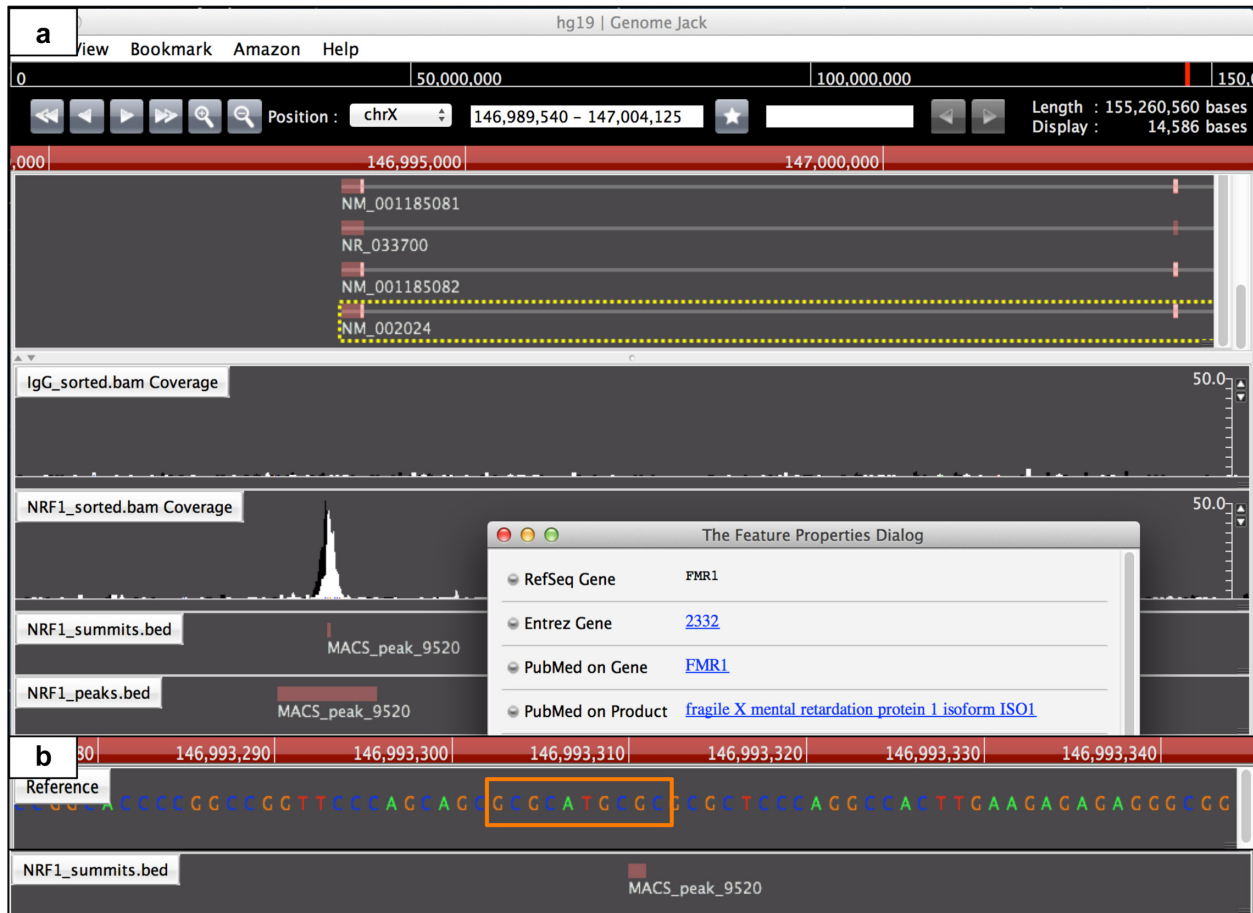 a
View Bookmark Amazon Help
hg19 | Genome Jack
0 50,000,000 100,000,000 150,
Position : chrX 146,989,540 - 147,004,125
Length : 155,260,560 bases
Display : 14,586 bases
,000 146,995,000 147,000,000
NM_001185081
NR_033700
NM_001185082
NM_002024
IgG_sorted.bam Coverage 50.0
NRF1_sorted.bam Coverage 50.0
The Feature Properties Dialog
RefSeq Gene FMR1
Entrez Gene 2332
PubMed on Gene FMR1
PubMed on Product fragile X mental retardation protein 1 isoform ISO1
NRF1_summits.bed
MACS_peak_9520
NRF1_peaks.bed
MACS_peak_9520
b
80 146,993,290 146,993,300 146,993,310 146,993,320 146,993,330 146,993,340
Reference
C C G G C A C C C C G G C C G G T T C C C A G C A G C G C G C A T G C G C G C G C T C C C A G G C C A C T T G A A G A G A G A G G G C G G
NRF1_summits.bed
MACS_peak_9520